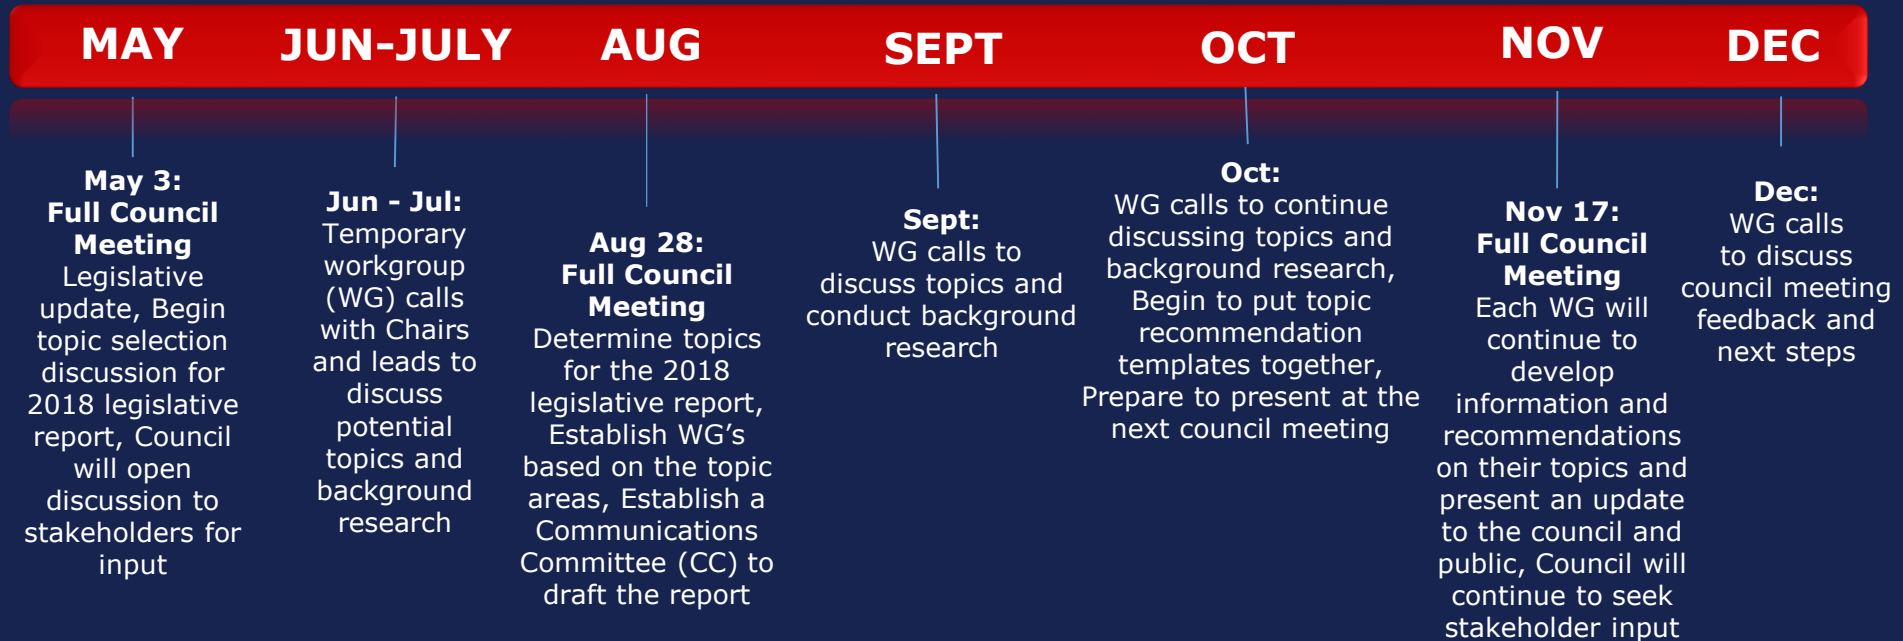 MAY
JUN-JULY
AUG
SEPT
OCT
NOV
DEC
May 3:
Full Council
Meeting
Legislative
update, Begin
topic selection
discussion for
2018 legislative
report, Council
will open
discussion to
stakeholders for
input
Jun – Jul:
Temporary
workgroup
(WG) calls
with Chairs
and leads to
discuss
potential
topics and
background
research
Aug 28:
Full Council
Meeting
Determine topics
for the 2018
legislative report,
Establish WG’s
based on the topic
areas, Establish a
Communications
Committee (CC) to
draft the report
Sept:
WG calls to
discuss topics and
conduct background
research
Oct:
WG calls to continue
discussing topics and
background research,
Begin to put topic
recommendation
templates together,
Prepare to present at the
next council meeting
Nov 17:
Full Council
Meeting
Each WG will
continue to
develop
information and
recommendations
on their topics and
present an update
to the council and
public, Council will
continue to seek
stakeholder input
Dec:
WG calls
to discuss
council meeting
feedback and
next steps